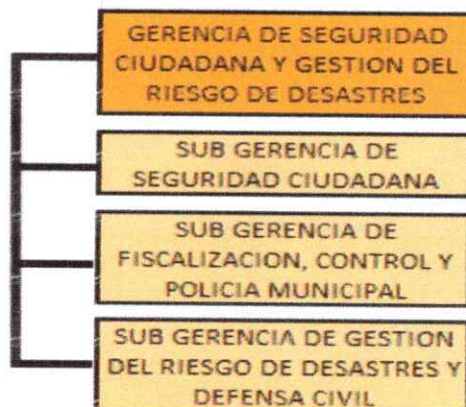 GERENCIA DE SEGURIDAD
CIUDADANA Y GESTION DEL
RIESGO DE DESASTRES
SUB GERENCIA DE
SEGURIDAD CIUDADANA
SUB GERENCIA DE
FISCALIZACION, CONTROL Y
POLICIA MUNICIPAL
SUB GERENCIA DE GESTION
DEL RIESGO DE DESASTRES Y
DEFENSA CIVIL